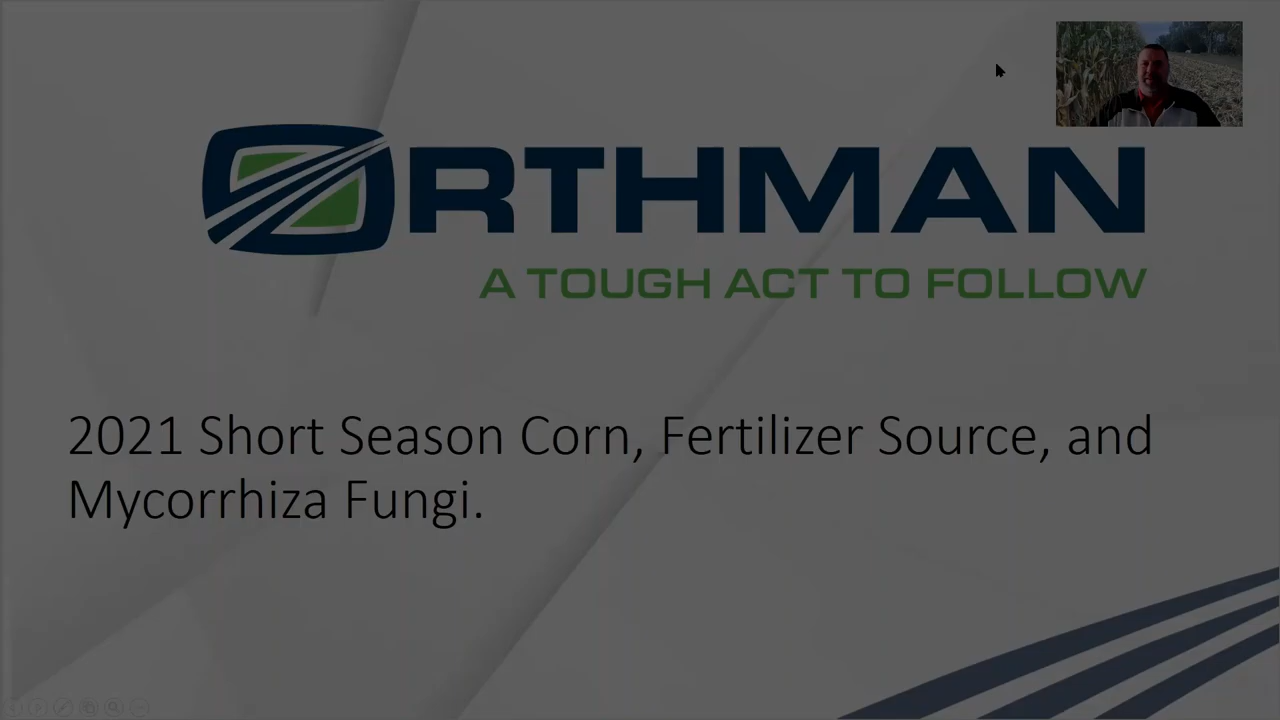 ORTHMAN
A TOUGH ACT TO FOLLOW
2021 Short Season Corn, Fertilizer Source, and
Mycorrhiza Fungi.